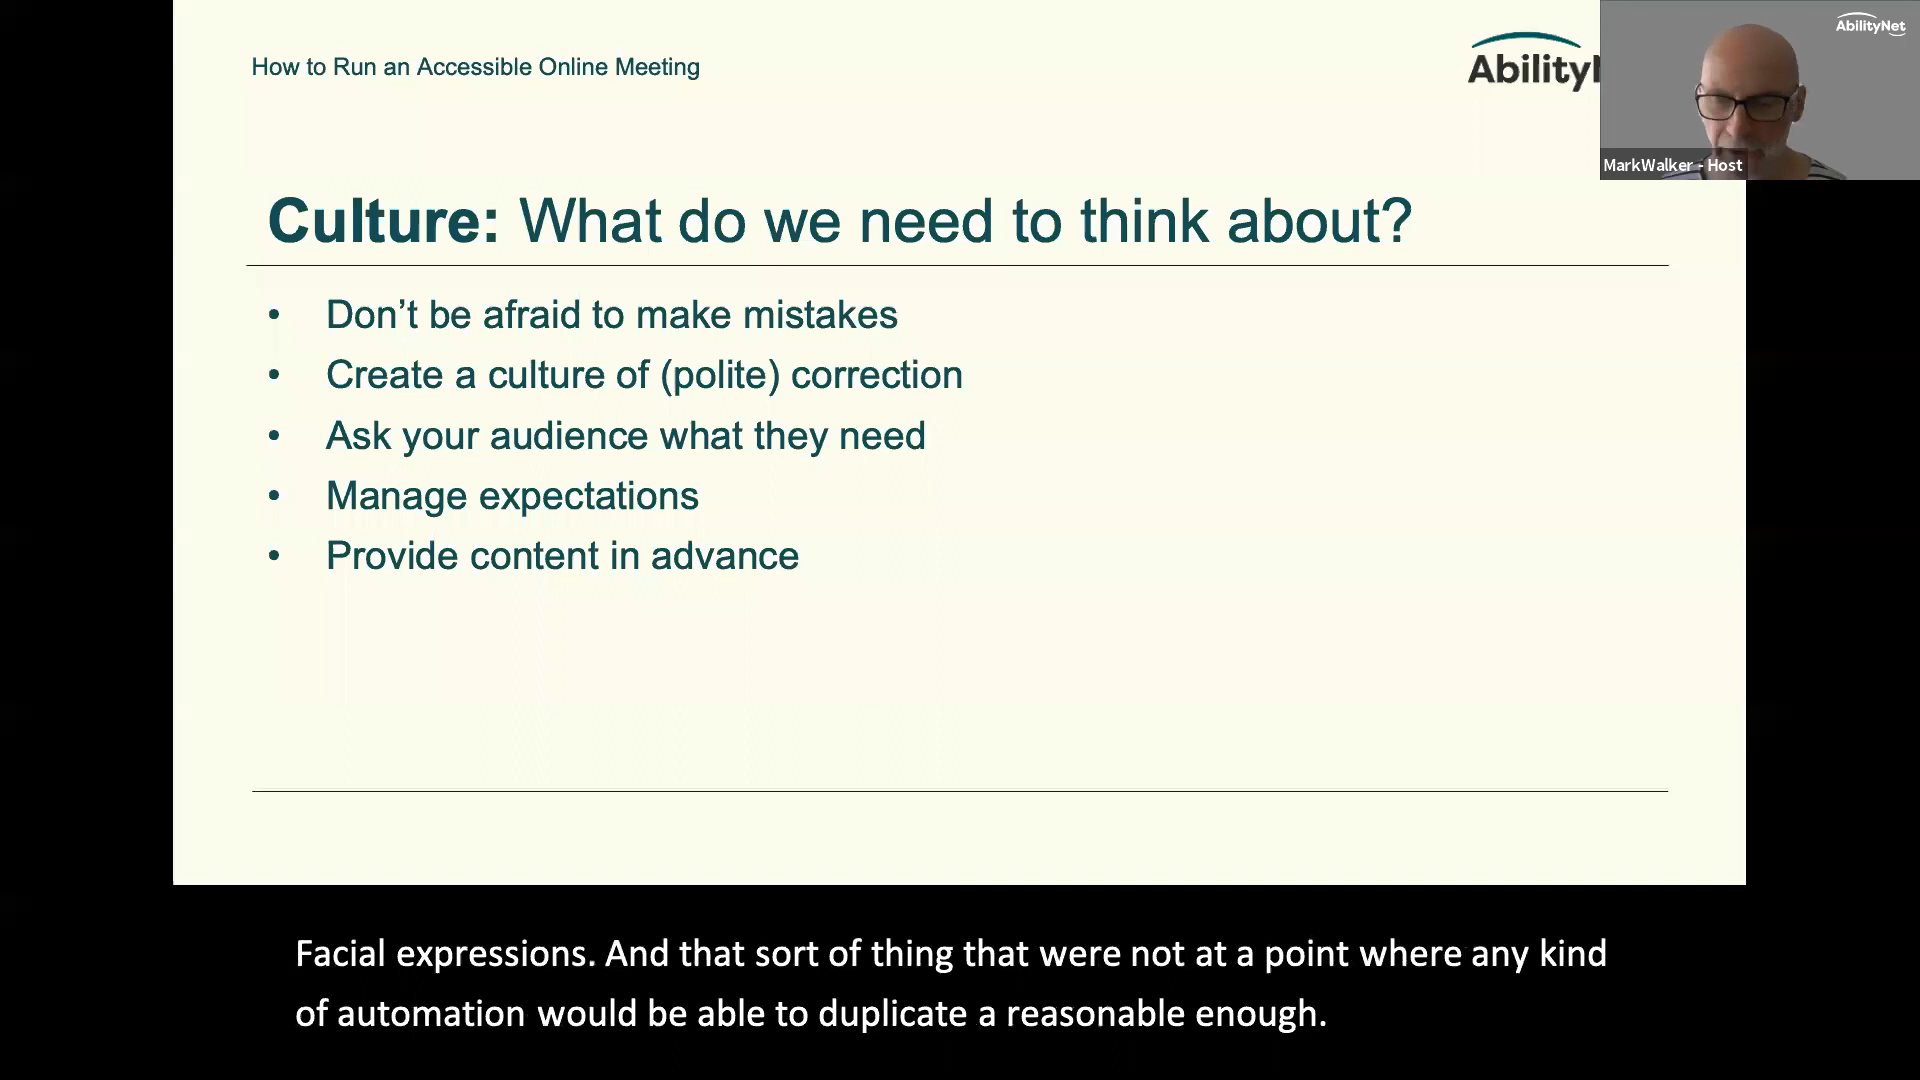 How to Run an Accessible Online Meeting
Ability
AbilityNet
MarkWalker - Host
Culture: What do we need to think about?
• Don’t be afraid to make mistakes
• Create a culture of (polite) correction
• Ask your audience what they need
• Manage expectations
• Provide content in advance
Facial expressions. And that sort of thing that were not at a point where any kind
of automation would be able to duplicate a reasonable enough.